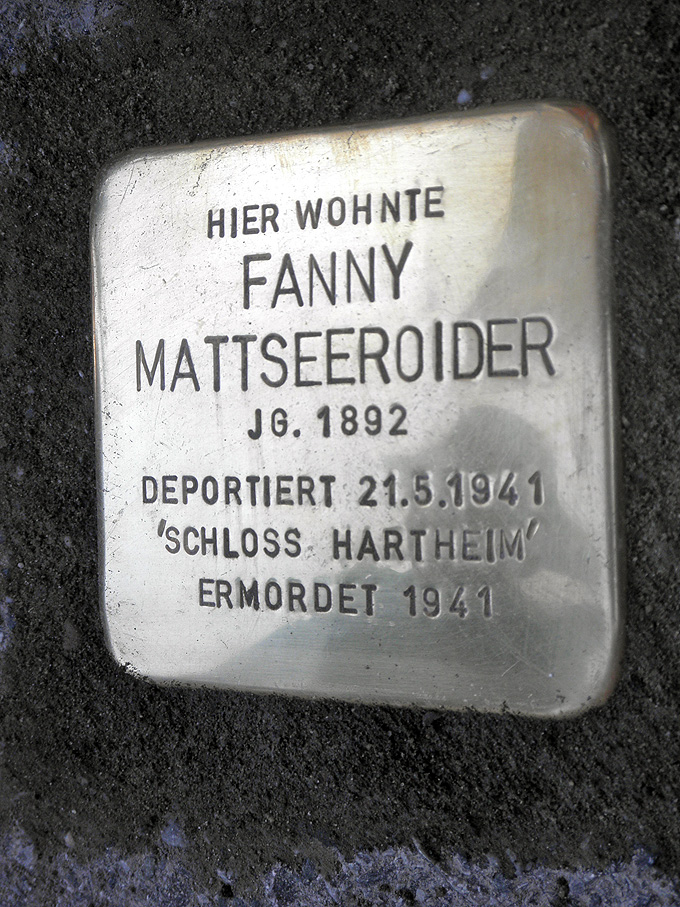 HIER WOHNTE
FANNY
MATTSEEROIDER
JG. 1892
DEPORTIERT 21.5.1941
'SCHLOSS HARTHEIM'
ERMORDET 1941